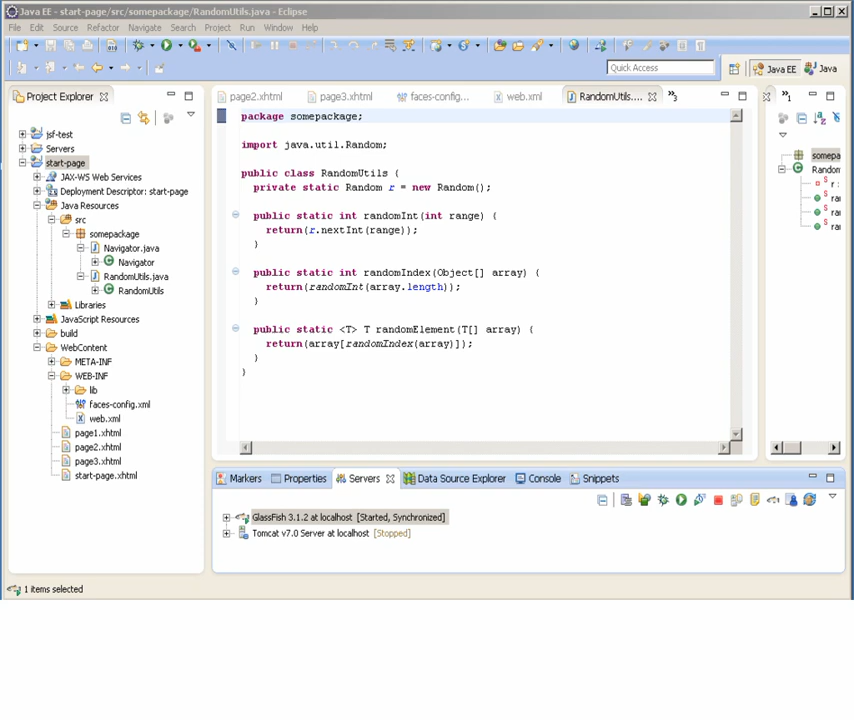 Java EE - start-page/src/somepackage/RandomUtils.java - Eclipse
File Edit Source Refactor Navigate Search Project Run Window Help
Quick Access
Java EE
Java
Project Explorer
page2.xhtml
page3.xhtml
faces-config...
web.xml
RandomUtils....
»3
»1
jsf-test
Servers
start-page
JAX-WS Web Services
Deployment Descriptor: start-page
Java Resources
src
somepackage
Navigator.java
Navigator
RandomUtils.java
RandomUtils
Libraries
JavaScript Resources
build
WebContent
META-INF
WEB-INF
lib
faces-config.xml
web.xml
page1.xhtml
page2.xhtml
page3.xhtml
start-page.xhtml
package somepackage;
import java.util.Random;
public class RandomUtils {
private static Random r = new Random();
public static int randomInt(int range) {
return(r.nextInt(range));
}
public static int randomIndex(Object[] array) {
return(randomInt(array.length));
}
public static <T> T randomElement(T[] array) {
return(array[randomIndex(array)]);
}
}
somepa
Random
r :
ra
ra
ra
Markers
Properties
Servers
Data Source Explorer
Console
Snippets
GlassFish 3.1.2 at localhost [Started, Synchronized]
Tomcat v7.0 Server at localhost [Stopped]
1 items selected